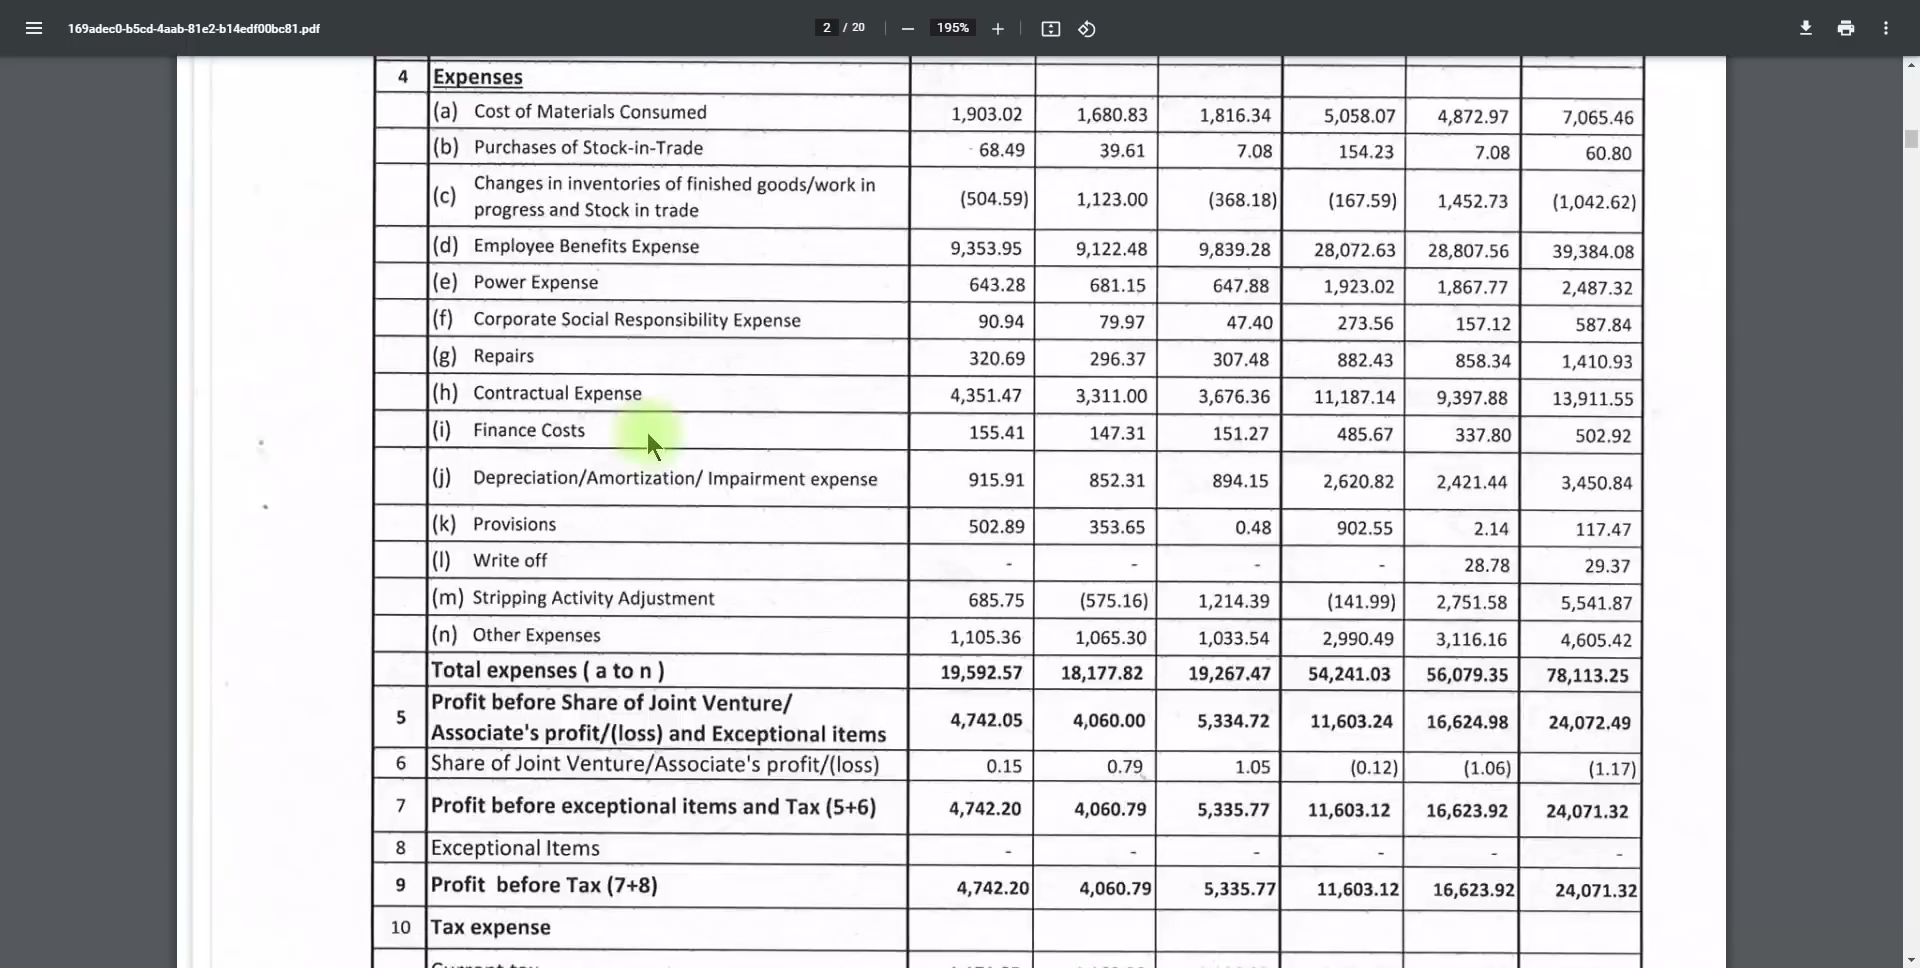 169adec0-b5cd-4aab-81e2-b14edf00bc81.pdf 2 / 20 195%
4 Expenses
(a) Cost of Materials Consumed 1,903.02 1,680.83 1,816.34 5,058.07 4,872.97 7,065.46
(b) Purchases of Stock-in-Trade 68.49 39.61 7.08 154.23 7.08 60.80
(c) Changes in inventories of finished goods/work in
progress and Stock in trade (504.59) 1,123.00 (368.18) (167.59) 1,452.73 (1,042.62)
(d) Employee Benefits Expense 9,353.95 9,122.48 9,839.28 28,072.63 28,807.56 39,384.08
(e) Power Expense 643.28 681.15 647.88 1,923.02 1,867.77 2,487.32
(f) Corporate Social Responsibility Expense 90.94 79.97 47.40 273.56 157.12 587.84
(g) Repairs 320.69 296.37 307.48 882.43 858.34 1,410.93
(h) Contractual Expense 4,351.47 3,311.00 3,676.36 11,187.14 9,397.88 13,911.55
(i) Finance Costs 155.41 147.31 151.27 485.67 337.80 502.92
(j) Depreciation/Amortization/ Impairment expense 915.91 852.31 894.15 2,620.82 2,421.44 3,450.84
(k) Provisions 502.89 353.65 0.48 902.55 2.14 117.47
(l) Write off - - - - 28.78 29.37
(m) Stripping Activity Adjustment 685.75 (575.16) 1,214.39 (141.99) 2,751.58 5,541.87
(n) Other Expenses 1,105.36 1,065.30 1,033.54 2,990.49 3,116.16 4,605.42
Total expenses ( a to n ) 19,592.57 18,177.82 19,267.47 54,241.03 56,079.35 78,113.25
5 Profit before Share of Joint Venture/
Associate's profit/(loss) and Exceptional items 4,742.05 4,060.00 5,334.72 11,603.24 16,624.98 24,072.49
6 Share of Joint Venture/Associate's profit/(loss) 0.15 0.79 1.05 (0.12) (1.06) (1.17)
7 Profit before exceptional items and Tax (5+6) 4,742.20 4,060.79 5,335.77 11,603.12 16,623.92 24,071.32
8 Exceptional Items - - - - - -
9 Profit before Tax (7+8) 4,742.20 4,060.79 5,335.77 11,603.12 16,623.92 24,071.32
10 Tax expense